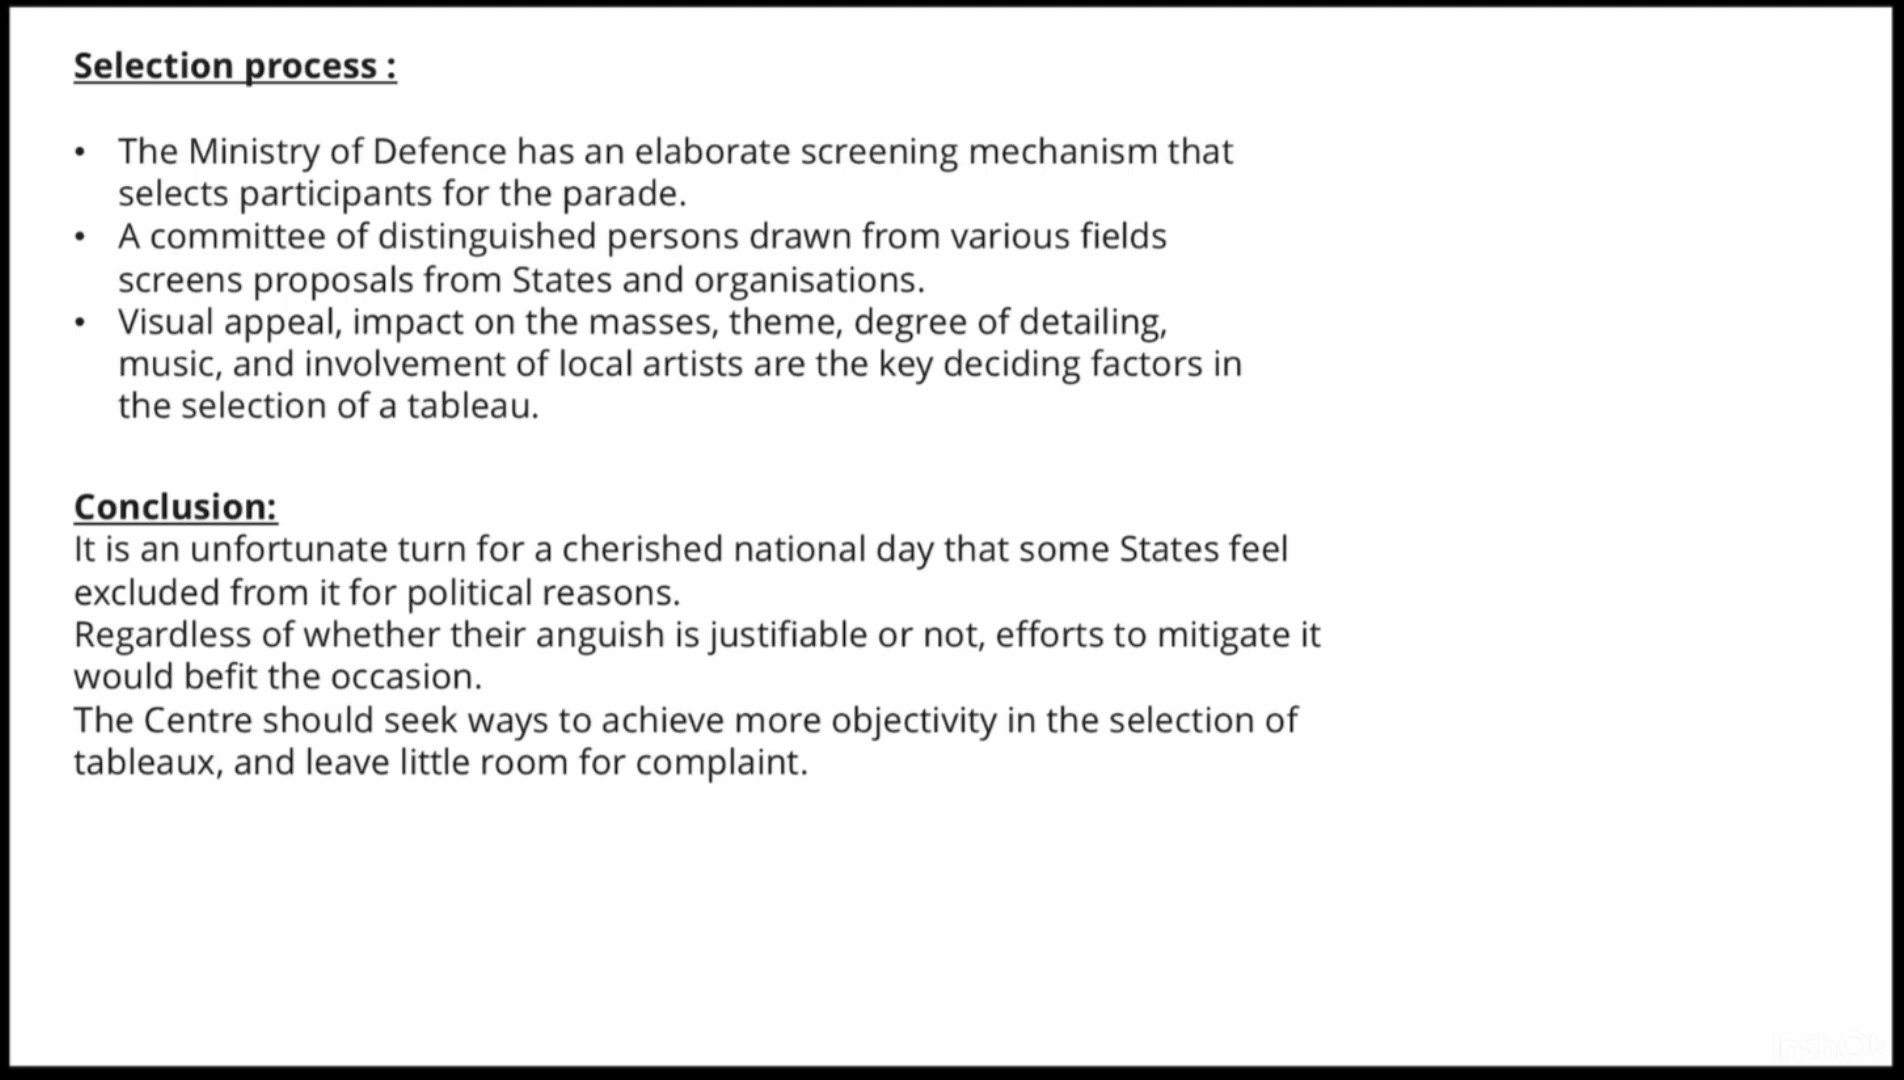 Selection process :
• The Ministry of Defence has an elaborate screening mechanism that
selects participants for the parade.
• A committee of distinguished persons drawn from various fields
screens proposals from States and organisations.
• Visual appeal, impact on the masses, theme, degree of detailing,
music, and involvement of local artists are the key deciding factors in
the selection of a tableau.
Conclusion:
It is an unfortunate turn for a cherished national day that some States feel
excluded from it for political reasons.
Regardless of whether their anguish is justifiable or not, efforts to mitigate it
would befit the occasion.
The Centre should seek ways to achieve more objectivity in the selection of
tableaux, and leave little room for complaint.